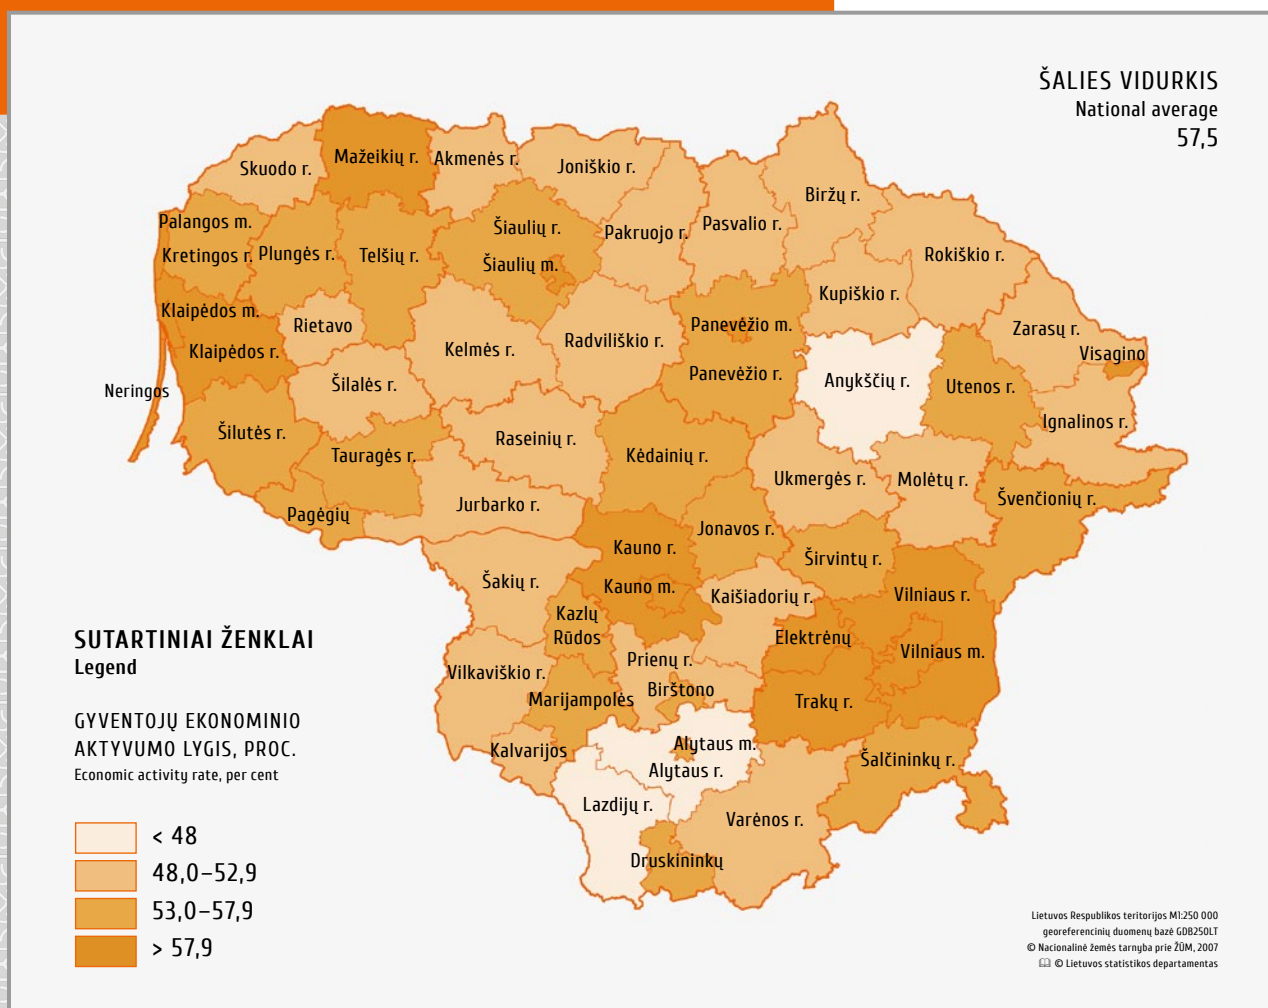 ŠALIES VIDURKIS
National average
57,5
Mažeikių r.
Akmenės r.
Skuodo r.
Joniškio r.
Biržų r.
Palangos m.
Šiaulių r.
Pakruojo r.
Pasvalio r.
Kretingos r.
Plungės r.
Telšių r.
Šiaulių m.
Rokiškio r.
Kupiškio r.
Klaipėdos m.
Rietavo
Panevėžio m.
Zarasų r.
Klaipėdos r.
Kelmės r.
Radviliškio r.
Visagino
Neringos
Šilalės r.
Panevėžio r.
Anykščių r.
Utenos r.
Ignalinos r.
Šilutės r.
Tauragės r.
Raseinių r.
Kėdainių r.
Ukmergės r.
Molėtų r.
Švenčionių r.
Pagėgių
Jurbarko r.
Jonavos r.
Kauno r.
Širvintų r.
Šakių r.
Kauno m.
Kaišiadorių r.
Vilniaus r.
Kazlų
Rūdos
Elektrėnų
Vilniaus m.
Prienų r.
Vilkaviškio r.
Birštono
Marijampolės
Trakų r.
Kalvarijos
Alytaus m.
Alytaus r.
Šalčininkų r.
Lazdijų r.
Varėnos r.
Druskininkų
SUTARTINIAI ŽENKLAI
Legend
GYVENTOJŲ EKONOMINIO
AKTYVUMO LYGIS, PROC.
Economic activity rate, per cent
< 48
48,0–52,9
53,0–57,9
> 57,9
Lietuvos Respublikos teritorijos M1:250 000
georeferencinių duomenų bazė GDB250LT
© Nacionalinė žemės tarnyba prie ŽŪM, 2007
© Lietuvos statistikos departamentas